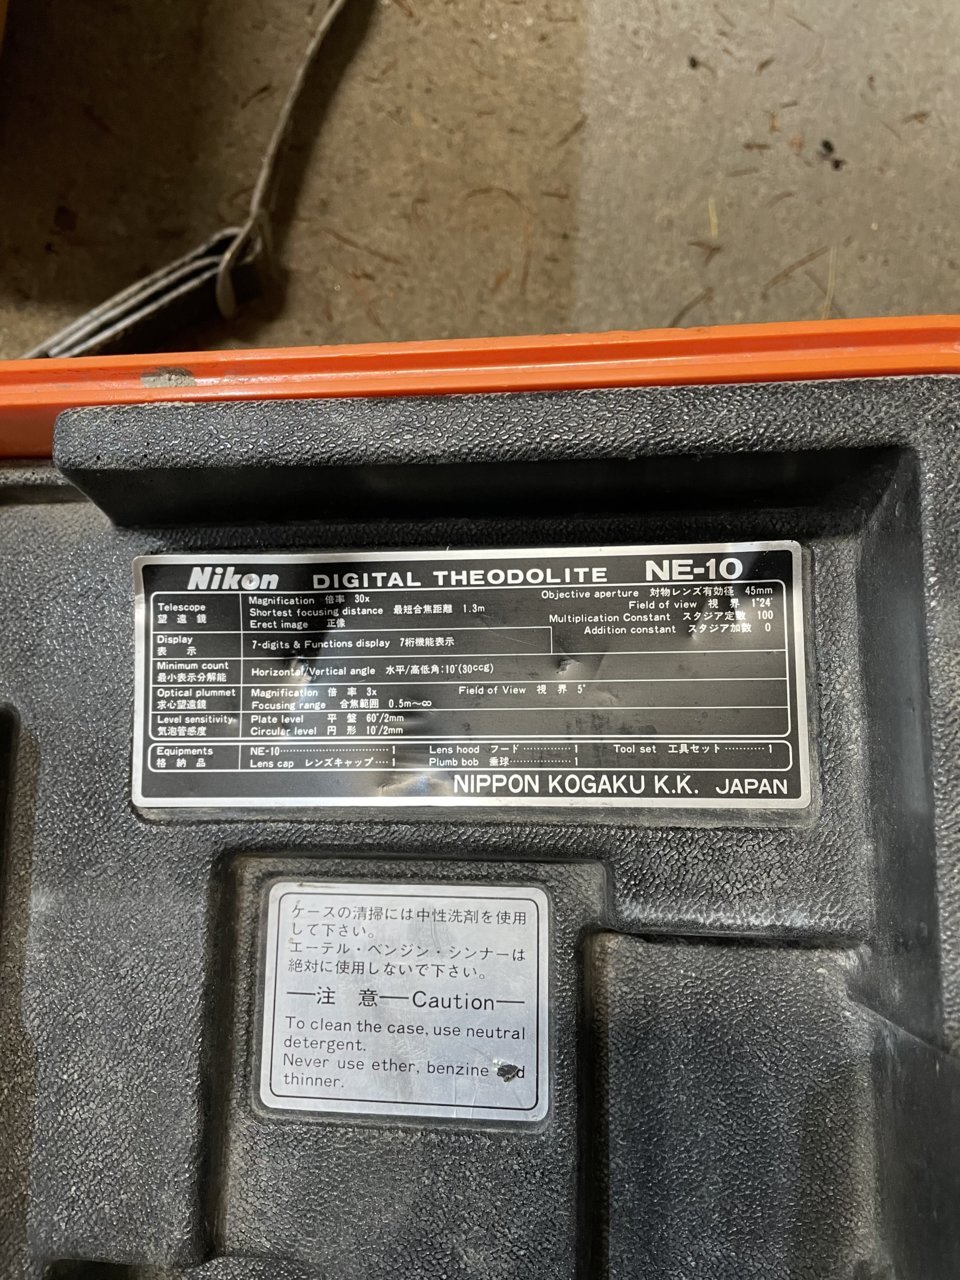 Nikon DIGITAL THEODOLITE NE-10
Telescope
望遠鏡
Magnification 倍率 30x
Shortest focusing distance 最短合焦距離 1.3m
Erect image 正像
Objective aperture 対物レンズ有効径 45mm
Field of view 視界 1°24′
Multiplication Constant スタジア定数 100
Addition constant スタジア加数 0
Display
表示
7-digits & Functions display 7桁機能表示
Minimum count
最小表示分解能
Horizontal/Vertical angle 水平/高低角;10″(30ccg)
Optical plummet
求心望遠鏡
Magnification 倍率 3x Field of View 視界 5°
Focusing range 合焦範囲 0.5m~∞
Level sensitivity
気泡管感度
Plate level 平盤 60″/2mm
Circular level 円形 10′/2mm
Equipments
格納品
NE-10 1 Lens hood フード 1 Tool set 工具セット 1
Lens cap レンズキャップ 1 Plumb bob 垂球 1
NIPPON KOGAKU K.K. JAPAN
ケースの清掃には中性洗剤を使用
して下さい。
エーテル・ベンジン・シンナーは
絶対に使用しないで下さい。
注意 Caution
To clean the case, use neutral
detergent.
Never use ether, benzine and
thinner.